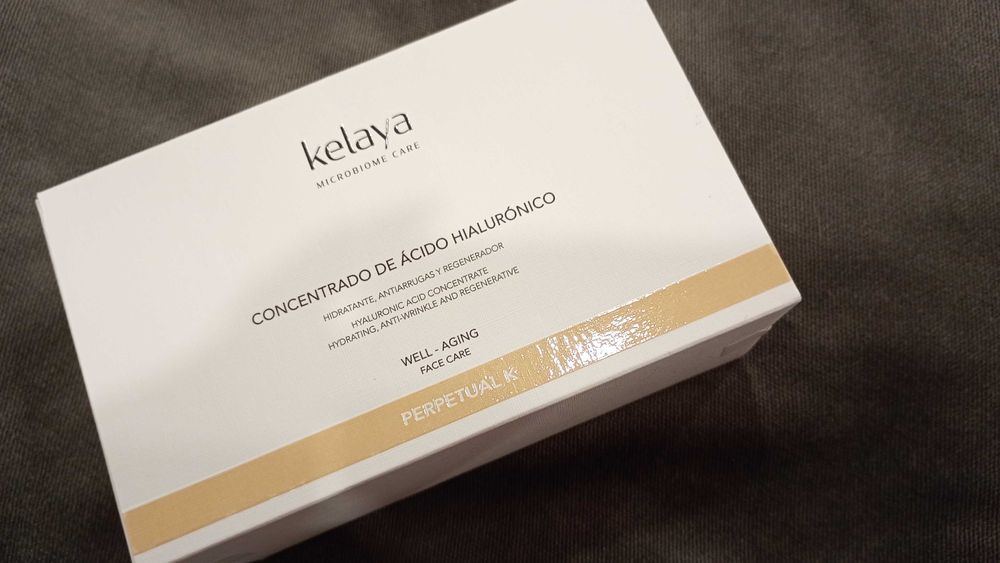 kelaya
MICROBIOME CARE
CONCENTRADO DE ÁCIDO HIALURÓNICO
HIDRATANTE, ANTIARRUGAS Y REGENERADOR
HYALURONIC ACID CONCENTRATE
HYDRATING, ANTI-WRINKLE AND REGENERATIVE
WELL - AGING
FACE CARE
PERPETUAL K